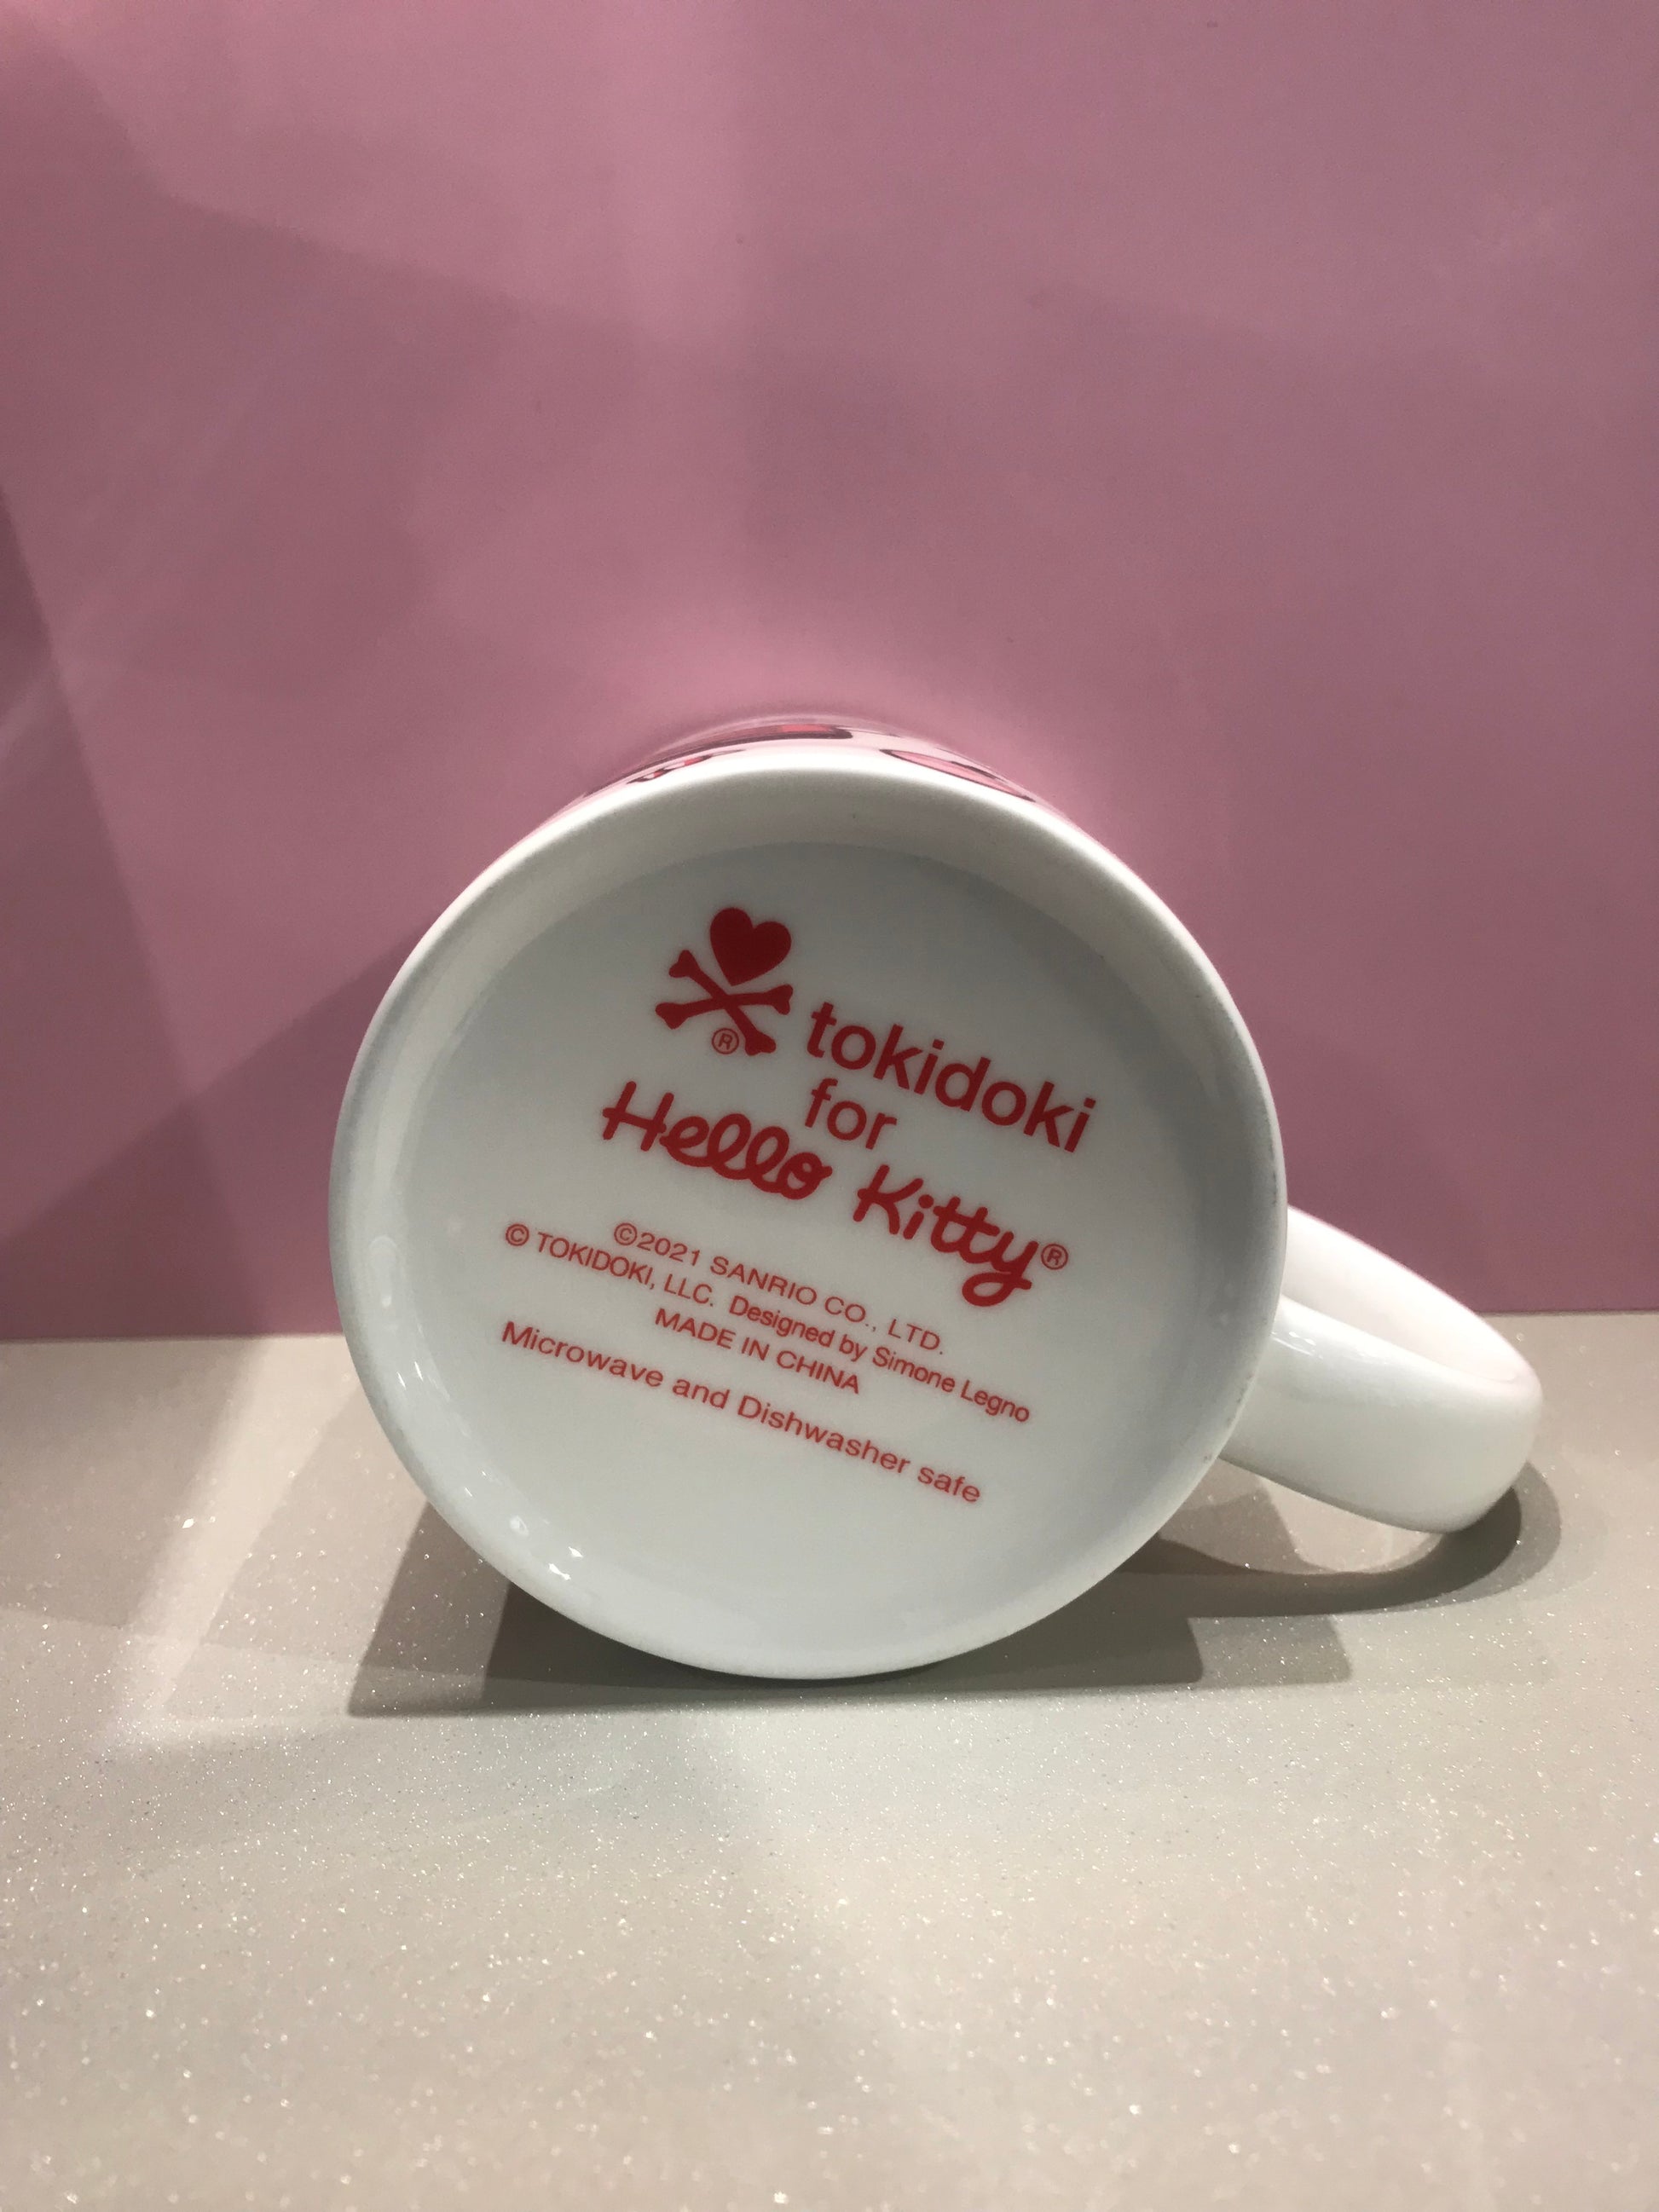 ® tokidoki
for
Hello Kitty®
©2021 SANRIO CO., LTD.
© TOKIDOKI, LLC. Designed by Simone Legno
MADE IN CHINA
Microwave and Dishwasher safe